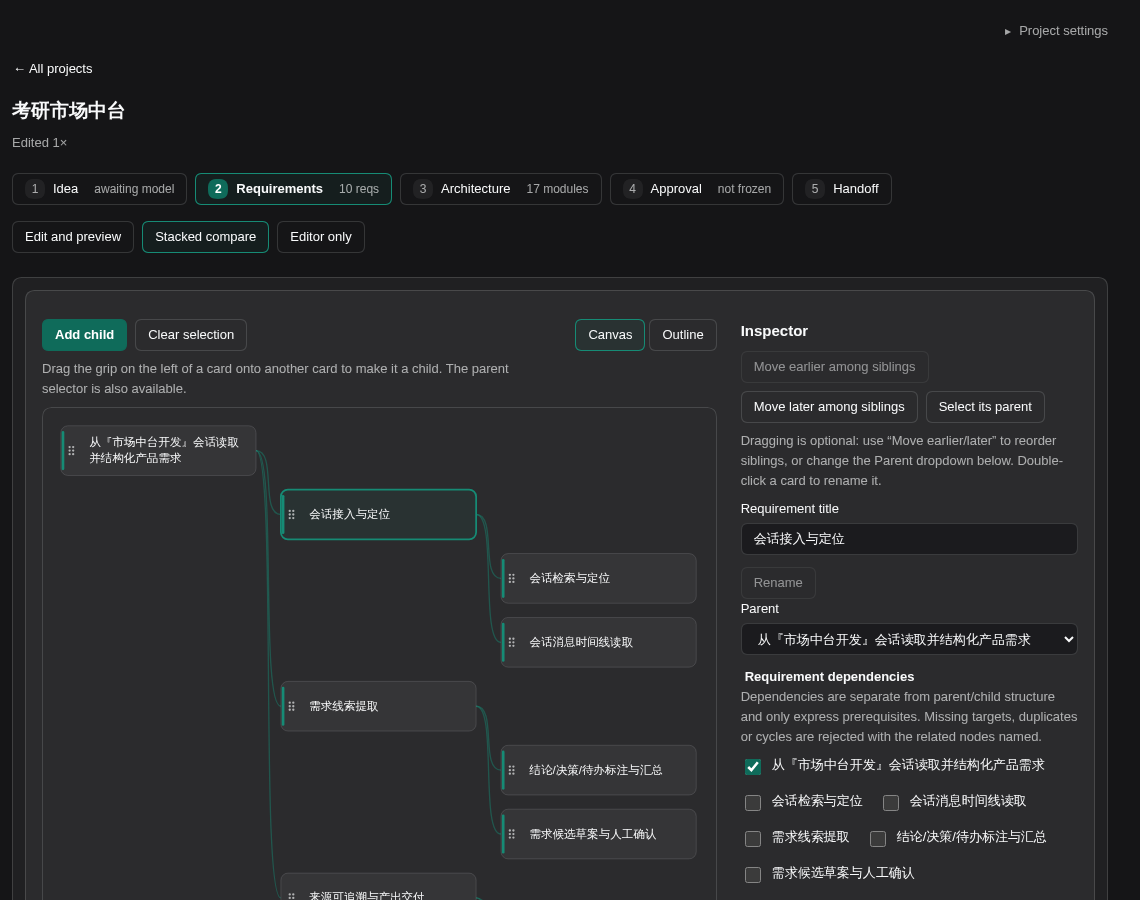 ▸ Project settings
← All projects
考研市场中台
Edited 1×
1 Idea awaiting model
2 Requirements 10 reqs
3 Architecture 17 modules
4 Approval not frozen
5 Handoff
Edit and preview
Stacked compare
Editor only
Add child
Clear selection
Canvas
Outline
Drag the grip on the left of a card onto another card to make it a child. The parent
selector is also available.
从『市场中台开发』会话读取
并结构化产品需求
会话接入与定位
会话检索与定位
会话消息时间线读取
需求线索提取
结论/决策/待办标注与汇总
需求候选草案与人工确认
来源可追溯与产出交付
Inspector
Move earlier among siblings
Move later among siblings
Select its parent
Dragging is optional: use “Move earlier/later” to reorder
siblings, or change the Parent dropdown below. Double-
click a card to rename it.
Requirement title
会话接入与定位
Rename
Parent
从『市场中台开发』会话读取并结构化产品需求
Requirement dependencies
Dependencies are separate from parent/child structure
and only express prerequisites. Missing targets, duplicates
or cycles are rejected with the related nodes named.
从『市场中台开发』会话读取并结构化产品需求
会话检索与定位
会话消息时间线读取
需求线索提取
结论/决策/待办标注与汇总
需求候选草案与人工确认